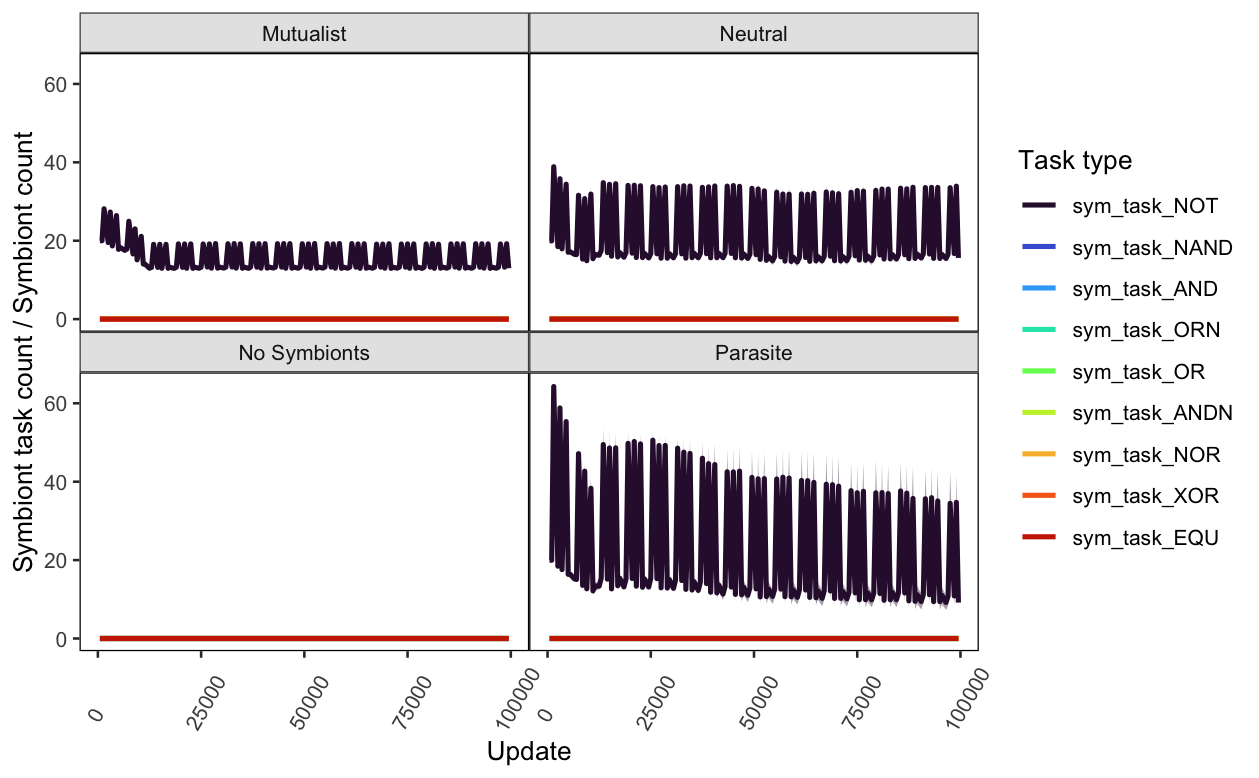 Mutualist
Neutral
60
40
20
0
No Symbionts
Parasite
60
40
20
0
Symbiont task count / Symbiont count
0
25000
50000
75000
100000
0
25000
50000
75000
100000
Update
Task type
sym_task_NOT
sym_task_NAND
sym_task_AND
sym_task_ORN
sym_task_OR
sym_task_ANDN
sym_task_NOR
sym_task_XOR
sym_task_EQU